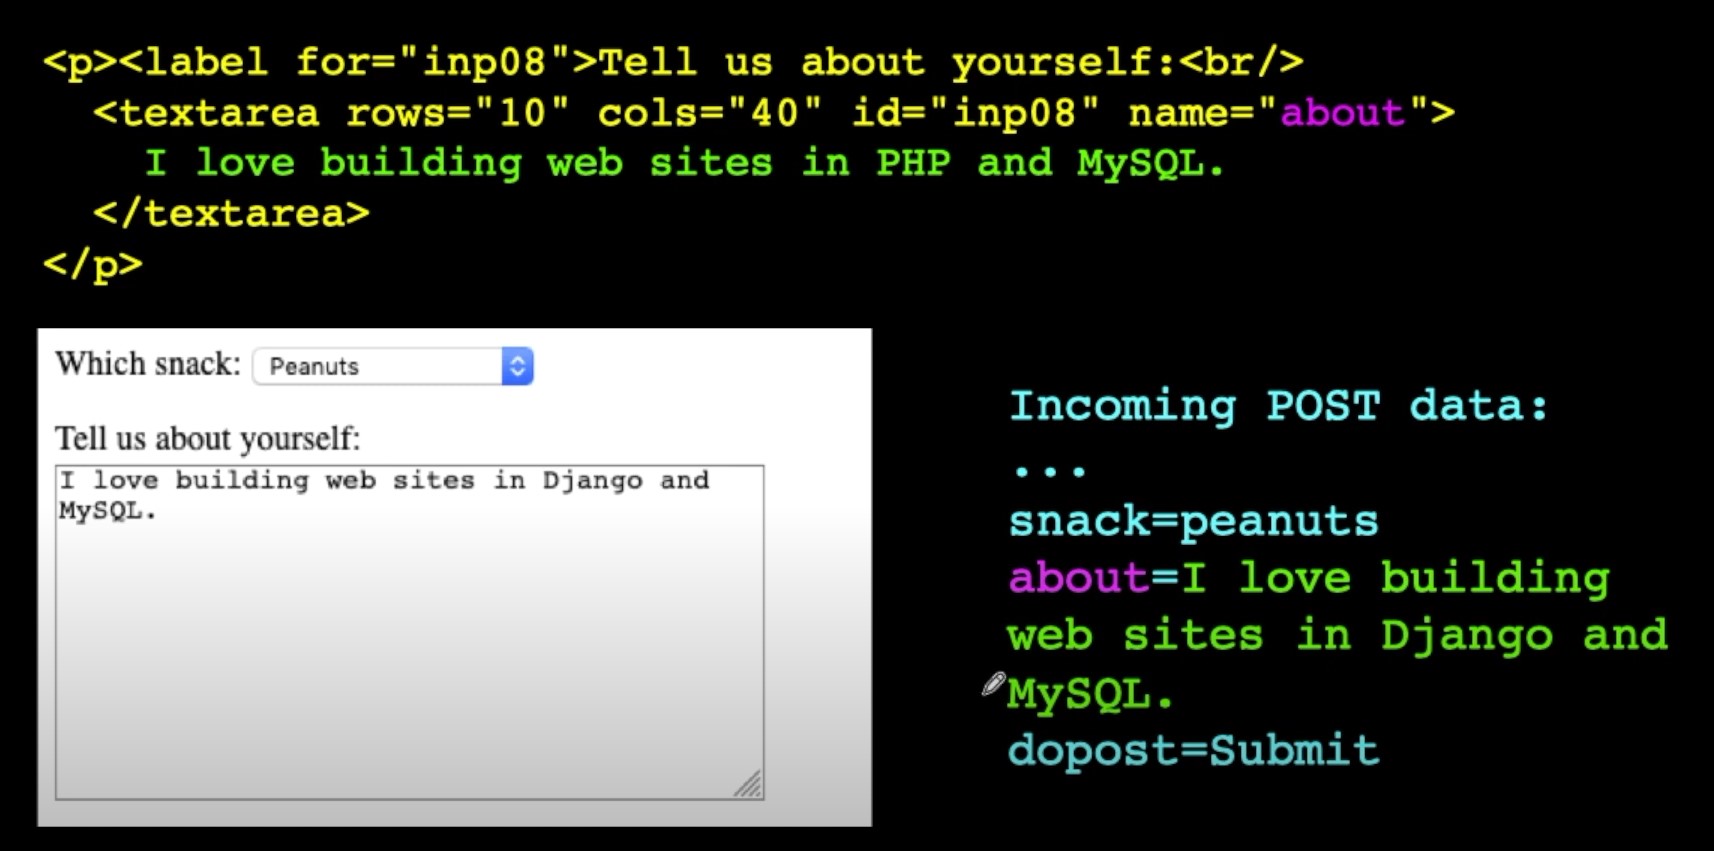 <p><label for="inp08">Tell us about yourself:<br/>
<textarea rows="10" cols="40" id="inp08" name="about">
I love building web sites in PHP and MySQL.
</textarea>
</p>
Which snack: Peanuts
Tell us about yourself:
I love building web sites in Django and
MySQL.
Incoming POST data:
...
snack=peanuts
about=I love building
web sites in Django and
MySQL.
dopost=Submit